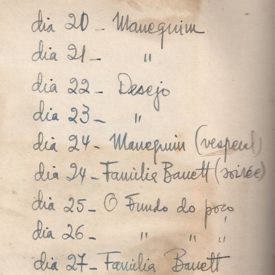 dia 20 - Manequim
dia 21 - "
dia 22 - Desejo
dia 23 - "
dia 24 - Manequim (vesperal)
dia 24 - Familia Barrett (soirée)
dia 25 - O Fundo do poço
dia 26 - " " "
dia 27 - Familia Barrett